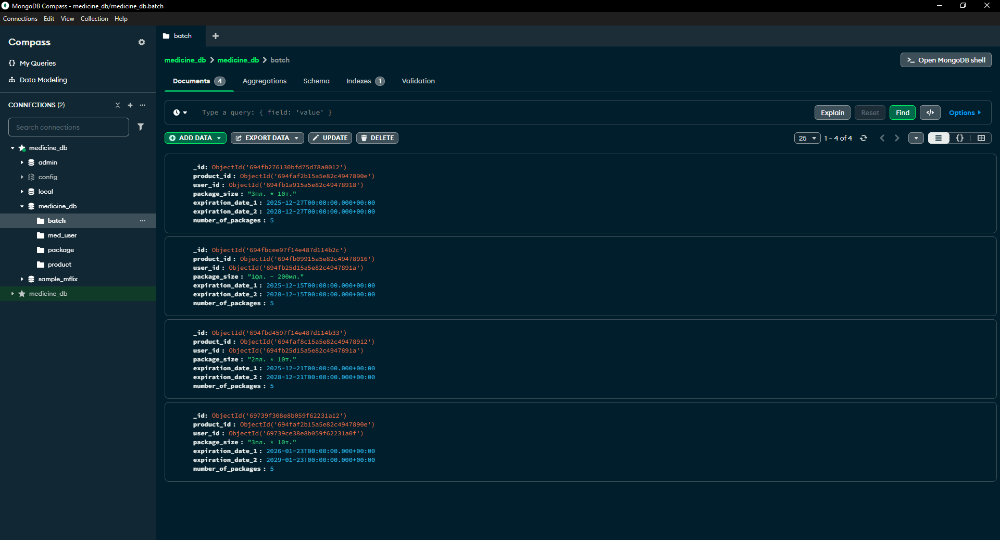 MongoDB Compass - medicine_db/medicine_db.batch
Connections Edit View Collection Help
Compass
My Queries
Data Modeling
CONNECTIONS (2)
Search connections
medicine_db
admin
config
local
medicine_db
batch
med_user
package
product
sample_mflix
medicine_db
batch
medicine_db > medicine_db > batch
Open MongoDB shell
Documents 4 Aggregations Schema Indexes 1 Validation
Type a query: { field: 'value' }
Explain Reset Find </> Options
ADD DATA EXPORT DATA UPDATE DELETE
25 1 – 4 of 4 {}
_id: ObjectId('694fb276130bfd75d78a0012')
product_id : ObjectId('694faf2b15a5e82c4947890e')
user_id : ObjectId('694fb1a915a5e82c49478918')
package_size : "3пл. * 10т."
expiration_date_1 : 2025-12-27T00:00:00.000+00:00
expiration_date_2 : 2028-12-27T00:00:00.000+00:00
number_of_packages : 5
_id: ObjectId('694fbcee97f14e487d114b2c')
product_id : ObjectId('694fb09915a5e82c49478916')
user_id : ObjectId('694fb25d15a5e82c4947891a')
package_size : "1фл. - 200мл."
expiration_date_1 : 2025-12-15T00:00:00.000+00:00
expiration_date_2 : 2028-12-15T00:00:00.000+00:00
number_of_packages : 5
_id: ObjectId('694fbd4597f14e487d114b33')
product_id : ObjectId('694faf8c15a5e82c49478912')
user_id : ObjectId('694fb25d15a5e82c4947891a')
package_size : "2пл. * 10т."
expiration_date_1 : 2025-12-21T00:00:00.000+00:00
expiration_date_2 : 2028-12-21T00:00:00.000+00:00
number_of_packages : 5
_id: ObjectId('69739f308e8b059f62231a12')
product_id : ObjectId('694faf2b15a5e82c4947890e')
user_id : ObjectId('69739ce38e8b059f62231a0f')
package_size : "3пл. * 10т."
expiration_date_1 : 2026-01-23T00:00:00.000+00:00
expiration_date_2 : 2029-01-23T00:00:00.000+00:00
number_of_packages : 5